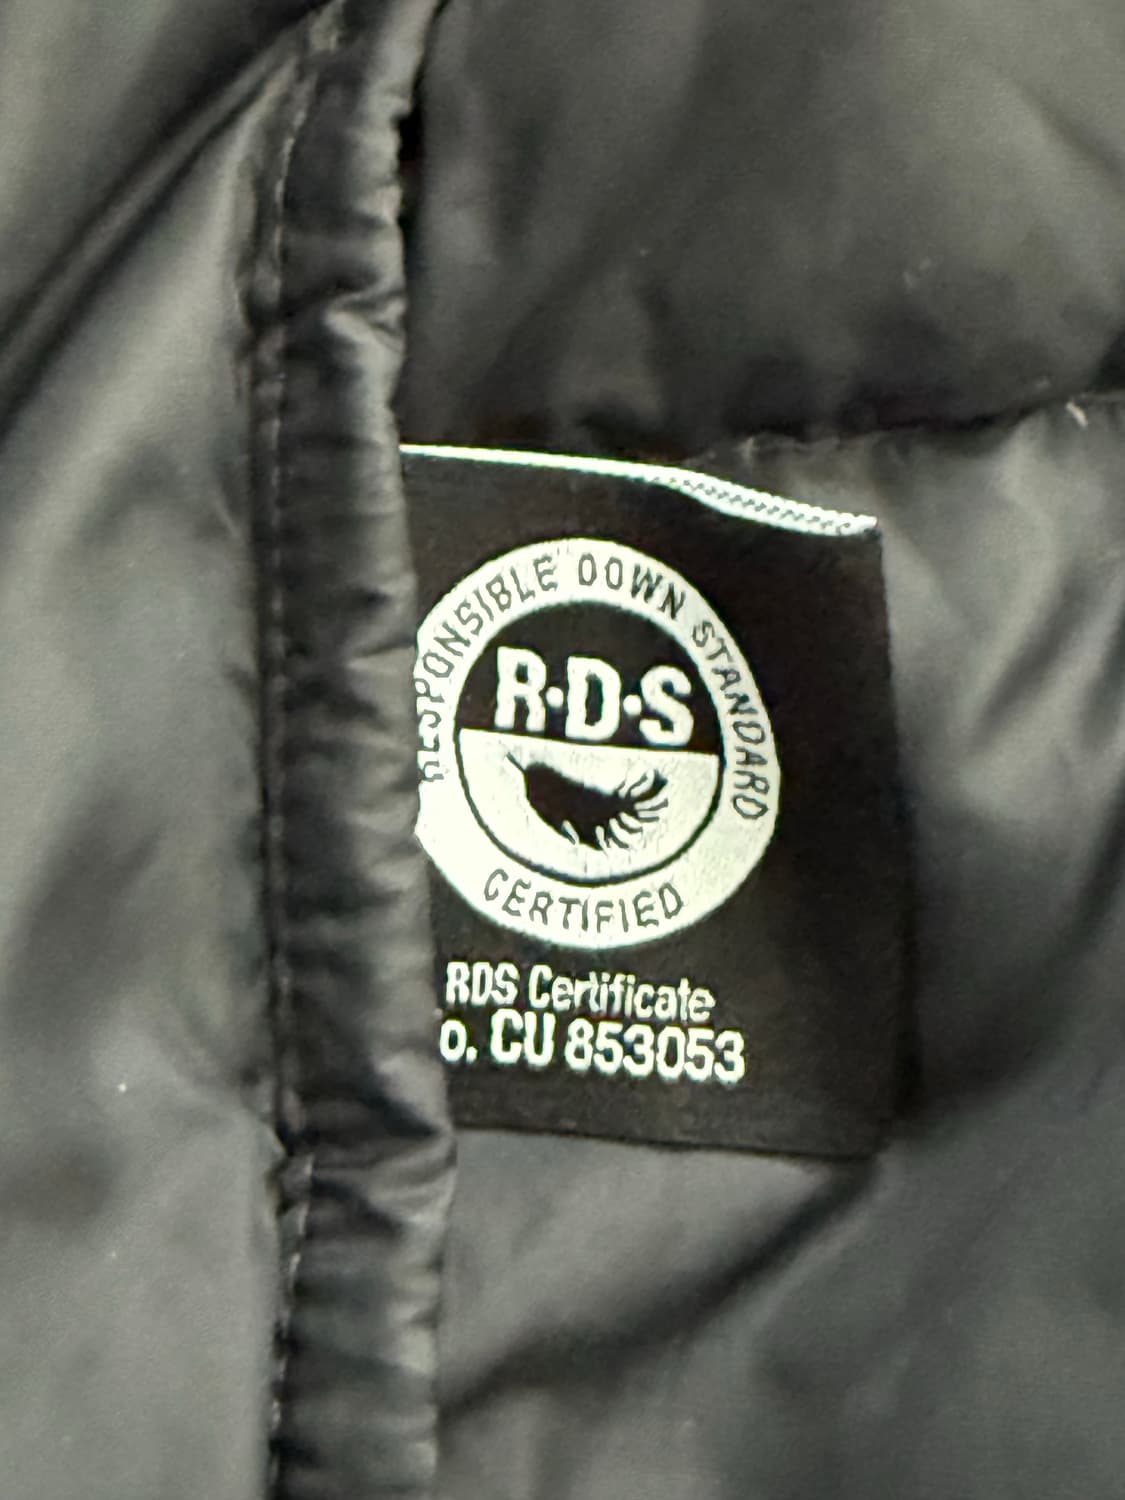 RESPONSIBLE DOWN STANDARD
R·D·S
CERTIFIED
RDS Certificate
o. CU 853053